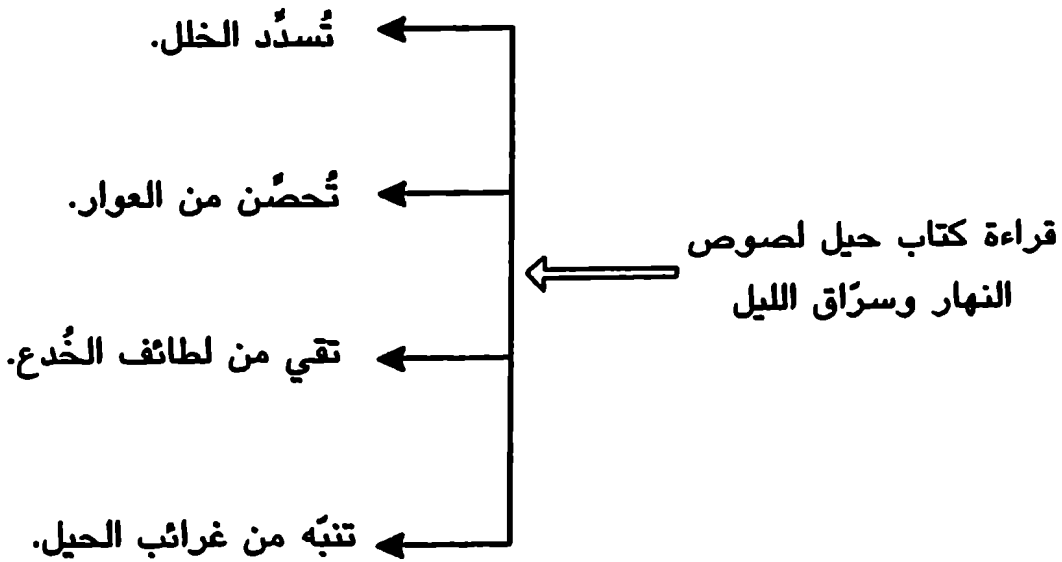 قراءة كتاب حيل لصوص
النهار وسرّاق الليل
تُسدَّد الخلل.
تُحصَّن من العوار.
تقي من لطائف الخُدع.
تنبّه من غرائب الحيل.